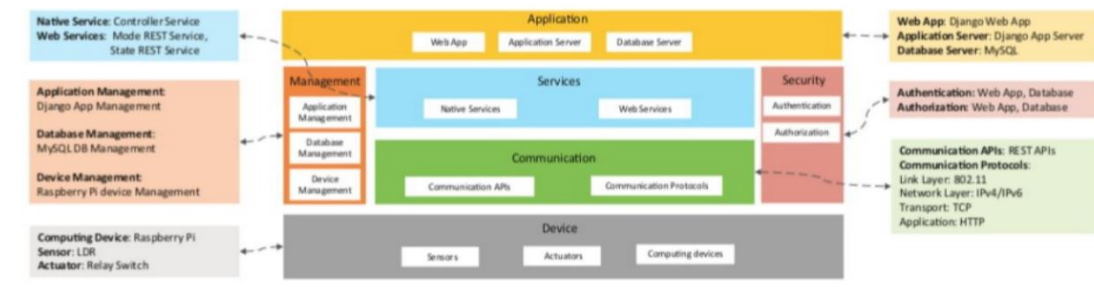 Native Service: Controller Service
Web Services: Mode REST Service,
State REST Service
Application Management:
Django App Management
Database Management:
MySQL DB Management
Device Management:
Raspberry Pi device Management
Computing Device: Raspberry Pi
Sensor: LDR
Actuator: Relay Switch
Application
Web App
Application Server
Database Server
Management
Application
Management
Database
Management
Device
Management
Services
Native Services
Web Services
Communication
Communication APIs
Communication Protocols
Security
Authentication
Authorization
Device
Sensors
Actuators
Computing devices
Web App: Django Web App
Application Server: Django App Server
Database Server: MySQL
Authentication: Web App, Database
Authorization: Web App, Database
Communication APIs: REST APIs
Communication Protocols:
Link Layer: 802.11
Network Layer: IPv4/IPv6
Transport: TCP
Application: HTTP